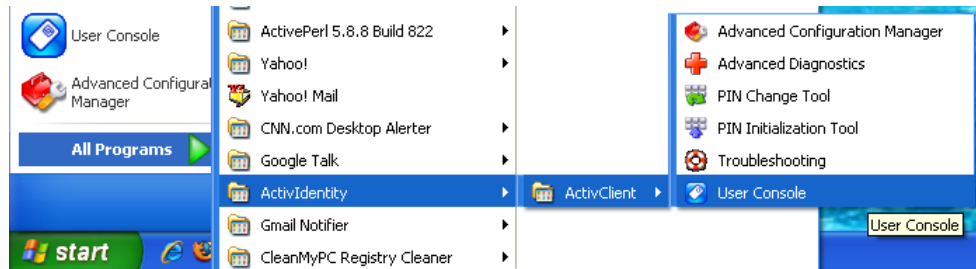 User Console
Advanced Configurat
Manager
All Programs
start
ActivePerl 5.8.8 Build 822
Yahoo!
Yahoo! Mail
CNN.com Desktop Alerter
Google Talk
ActivIdentity
Gmail Notifier
CleanMyPC Registry Cleaner
ActivClient
Advanced Configuration Manager
Advanced Diagnostics
PIN Change Tool
PIN Initialization Tool
Troubleshooting
User Console
User Console